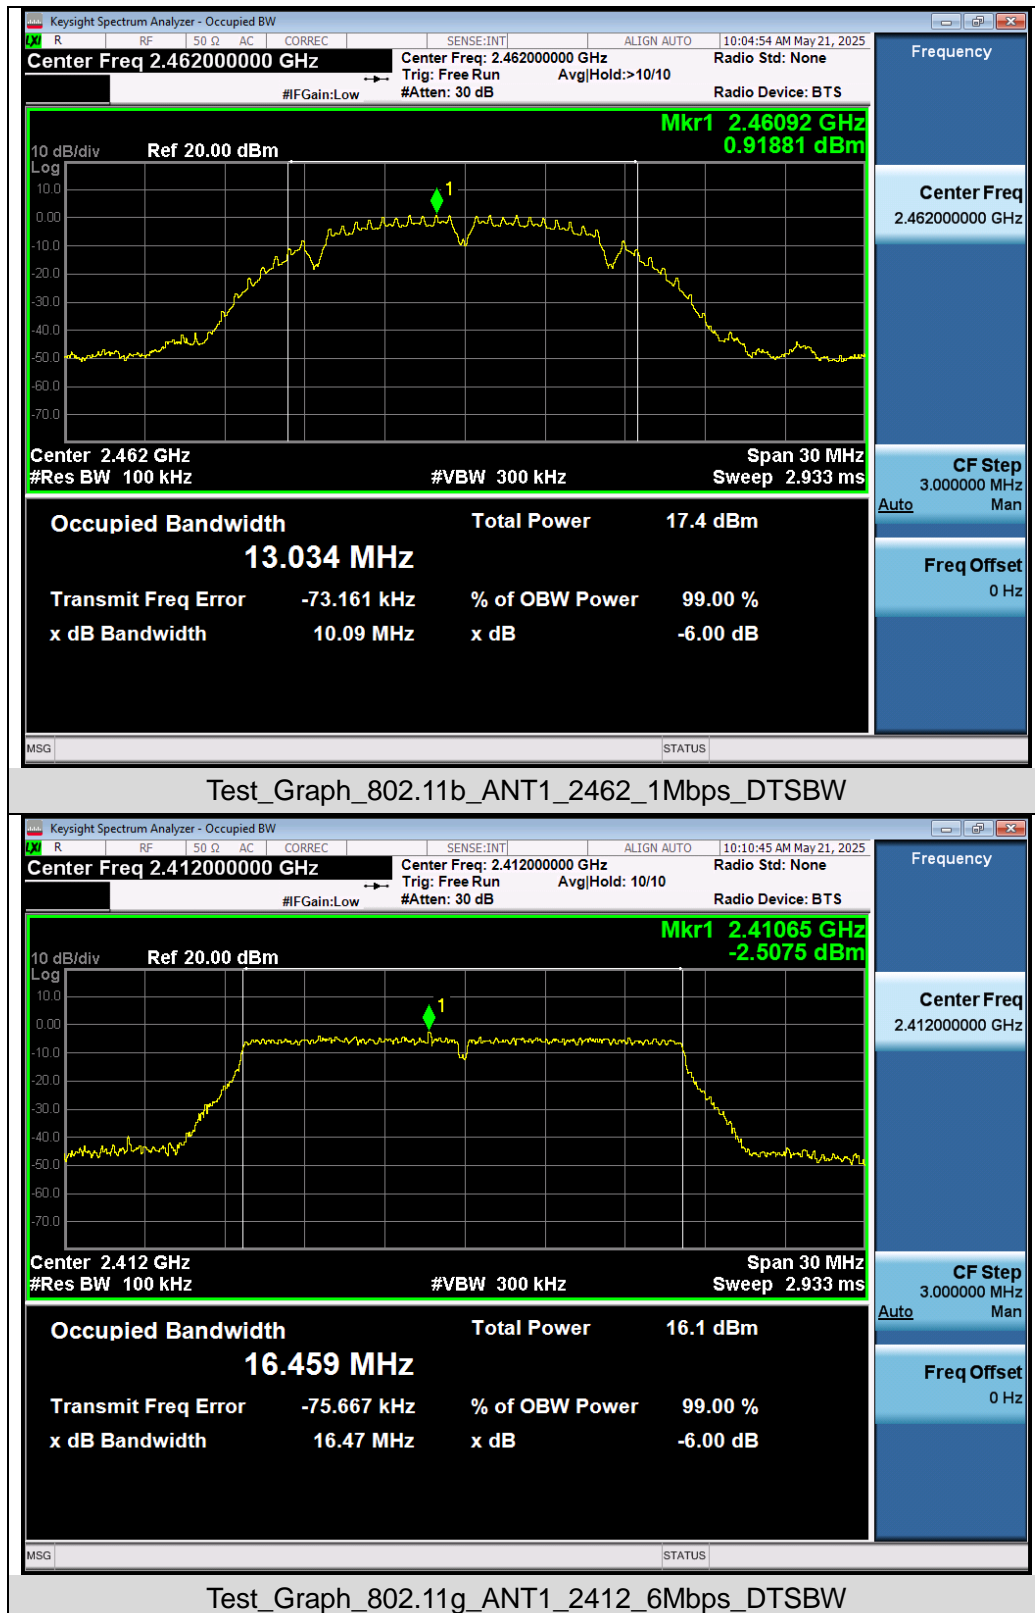 Keysight Spectrum Analyzer - Occupied BW
LXI R RF 50 Ω AC CORREC SENSE:INT ALIGN AUTO 10:04:54 AM May 21, 2025
Center Freq 2.462000000 GHz
Center Freq: 2.462000000 GHz
Radio Std: None
Trig: Free Run Avg|Hold:>10/10
#IFGain:Low #Atten: 30 dB Radio Device: BTS
Frequency
Mkr1 2.46092 GHz
0.91881 dBm
10 dB/div Ref 20.00 dBm
Log
10.0
0.00
-10.0
-20.0
-30.0
-40.0
-50.0
-60.0
-70.0
1
Center 2.462 GHz Span 30 MHz
#Res BW 100 kHz #VBW 300 kHz Sweep 2.933 ms
Center Freq
2.462000000 GHz
CF Step
3.000000 MHz
Auto Man
Freq Offset
0 Hz
Occupied Bandwidth Total Power 17.4 dBm
13.034 MHz
Transmit Freq Error -73.161 kHz % of OBW Power 99.00 %
x dB Bandwidth 10.09 MHz x dB -6.00 dB
MSG STATUS
Test_Graph_802.11b_ANT1_2462_1Mbps_DTSBW
Keysight Spectrum Analyzer - Occupied BW
LXI R RF 50 Ω AC CORREC SENSE:INT ALIGN AUTO 10:10:45 AM May 21, 2025
Center Freq 2.412000000 GHz
Center Freq: 2.412000000 GHz
Radio Std: None
Trig: Free Run Avg|Hold: 10/10
#IFGain:Low #Atten: 30 dB Radio Device: BTS
Frequency
Mkr1 2.41065 GHz
-2.5075 dBm
10 dB/div Ref 20.00 dBm
Log
10.0
0.00
-10.0
-20.0
-30.0
-40.0
-50.0
-60.0
-70.0
1
Center 2.412 GHz Span 30 MHz
#Res BW 100 kHz #VBW 300 kHz Sweep 2.933 ms
Center Freq
2.412000000 GHz
CF Step
3.000000 MHz
Auto Man
Freq Offset
0 Hz
Occupied Bandwidth Total Power 16.1 dBm
16.459 MHz
Transmit Freq Error -75.667 kHz % of OBW Power 99.00 %
x dB Bandwidth 16.47 MHz x dB -6.00 dB
MSG STATUS
Test_Graph_802.11g_ANT1_2412_6Mbps_DTSBW